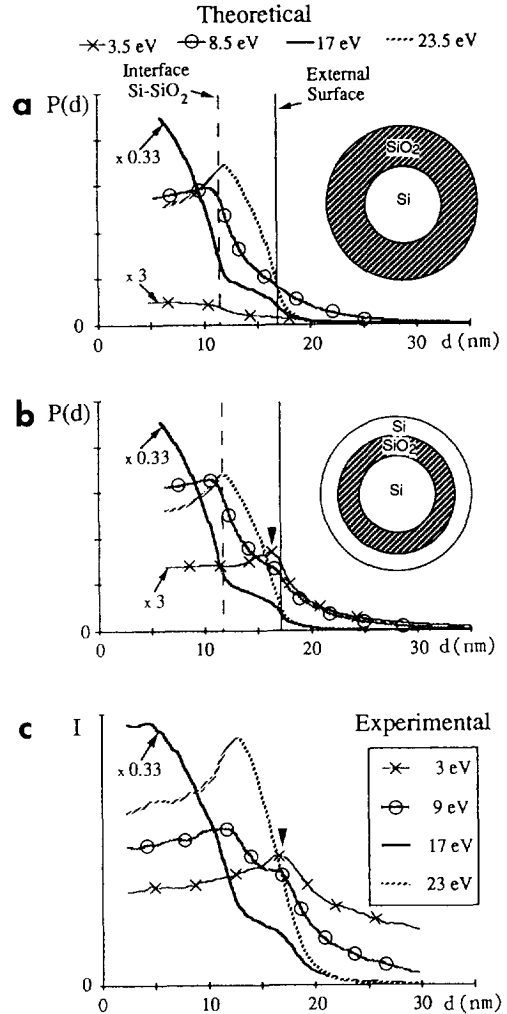 Theoretical
3.5 eV 8.5 eV 17 eV 23.5 eV
Interface
Si-SiO₂
External
Surface
a P(d)
x 0.33
SiO₂
Si
x 3
0
0 10 20 30 d (nm)
b P(d)
Si
SiO₂
x 0.33
Si
x 3
0
0 10 20 30 d (nm)
c I
Experimental
x 0.33
3 eV
9 eV
17 eV
23 eV
0
0 10 20 30 d (nm)